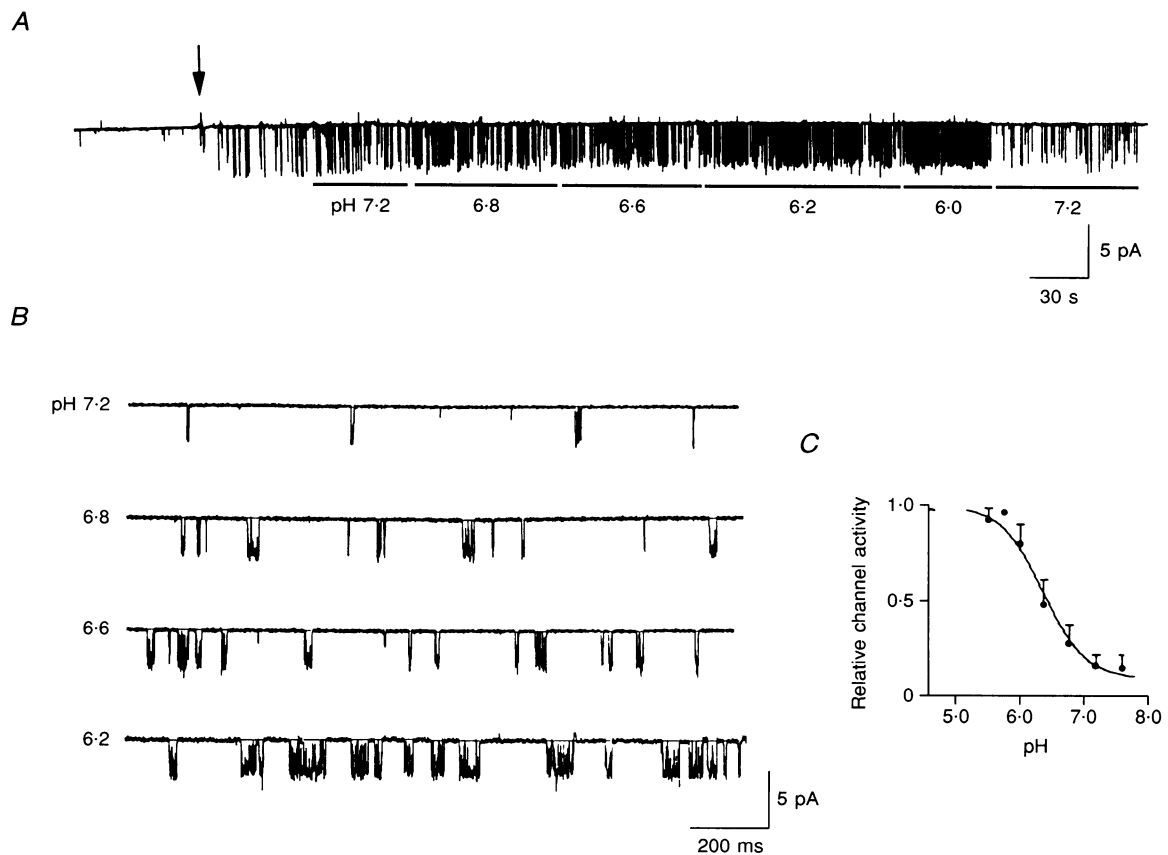 A
pH 7·2 6·8 6·6 6·2 6·0 7·2
5 pA
30 s
B
pH 7·2
6·8
6·6
6·2
5 pA
200 ms
C
Relative channel activity
1·0
0·5
0
5·0 6·0 7·0 8·0
pH